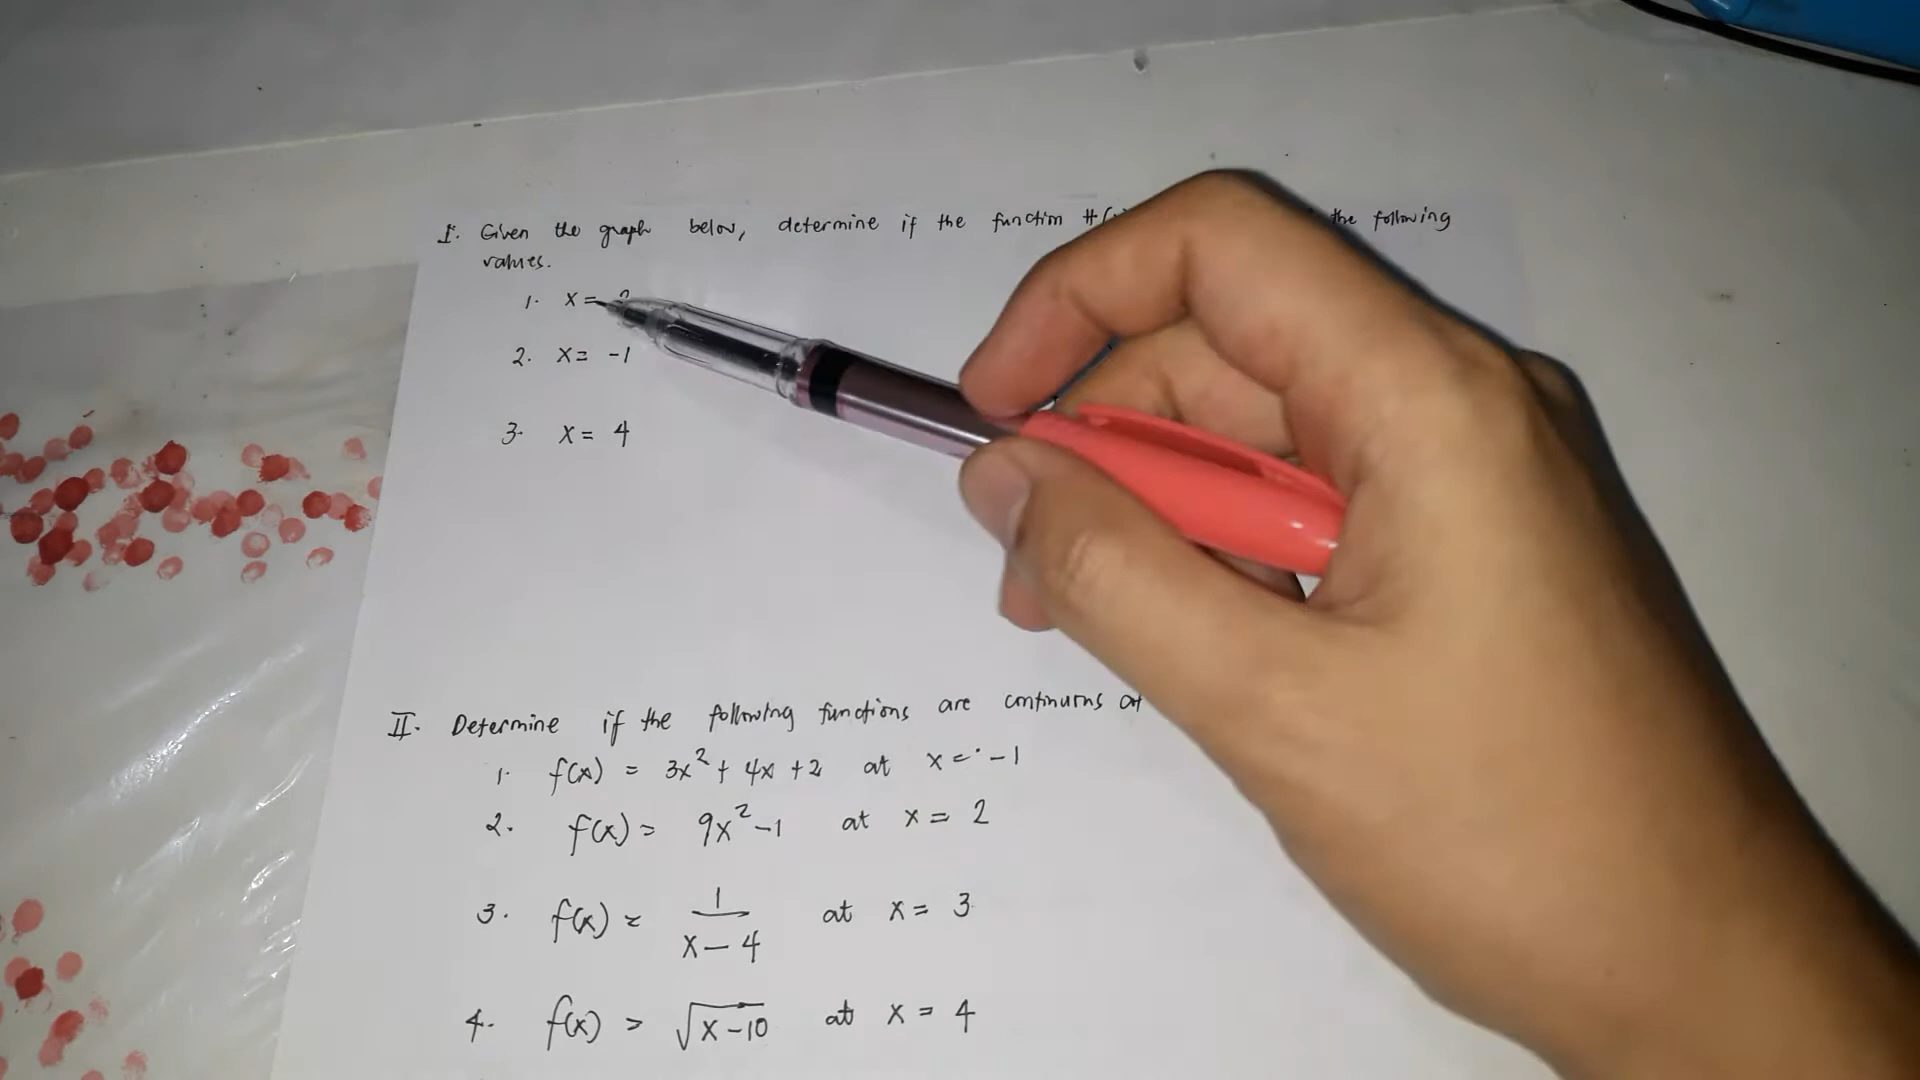 I. Given the graph below, determine if the function H( the following
values.
1. x =
2. x = -1
3. x = 4
II. Determine if the following functions are continuous at
1. f(x) = 3x² + 4x + 2 at x = -1
2. f(x) = 9x² - 1 at x = 2
3. f(x) = 1/(x - 4) at x = 3
4. f(x) = √(x - 10) at x = 4